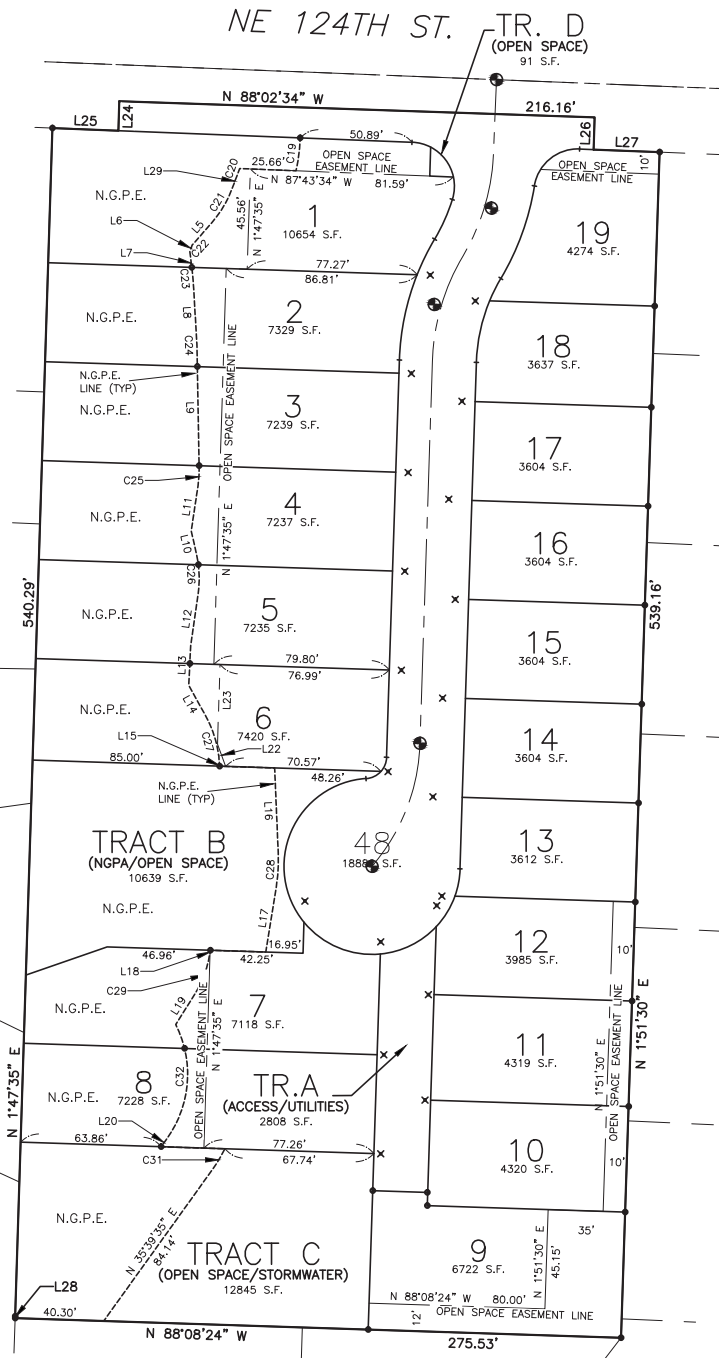 NE 124TH ST.
TR. D
(OPEN SPACE)
91 S.F.
N 88°02'34" W
216.16'
L24
L25
L26
L27
50.89'
C19
OPEN SPACE
EASEMENT LINE
OPEN SPACE
EASEMENT LINE
10'
L29
C20
25.66'
N 87°43'34" W
81.59'
N.G.P.E.
C21
45.56'
N 1°47'35" E
L6
L5
C22
1
10654 S.F.
19
4274 S.F.
L7
77.27'
86.81'
C23
N.G.P.E.
L8
2
7329 S.F.
C24
18
3637 S.F.
N.G.P.E.
LINE (TYP)
N.G.P.E.
L9
OPEN SPACE EASEMENT LINE
3
7239 S.F.
17
3604 S.F.
C25
N.G.P.E.
L11
L10
N 1°47'35" E
4
7237 S.F.
16
3604 S.F.
C26
540.29'
N.G.P.E.
L12
5
7235 S.F.
539.16'
15
3604 S.F.
L13
79.80'
76.99'
N.G.P.E.
L14
L23
6
7420 S.F.
14
3604 S.F.
L15
C27
L22
85.00'
70.57'
48.26'
N.G.P.E.
LINE (TYP)
L16
TRACT B
(NGPA/OPEN SPACE)
10639 S.F.
C28
48
S.F.
13
3612 S.F.
N.G.P.E.
L17
16.95'
46.96'
42.25'
12
3985 S.F.
10'
L18
C29
N.G.P.E.
L19
OPEN SPACE EASEMENT LINE
N 1°47'35" E
7
7118 S.F.
11
4319 S.F.
N 1°51'30" E
OPEN SPACE EASEMENT LINE
N 1°51'30" E
N 1°47'35" E
C32
8
7228 S.F.
N.G.P.E.
TR.A
(ACCESS/UTILITIES)
2808 S.F.
L20
63.86'
77.26'
67.74'
C31
10
4320 S.F.
10'
N.G.P.E.
N 35°39'35" E
84.14'
TRACT C
(OPEN SPACE/STORMWATER)
12845 S.F.
9
6722 S.F.
N 1°51'30" E
45.15'
35'
L28
40.30'
N 88°08'24" W
80.00'
12'
OPEN SPACE EASEMENT LINE
N 88°08'24" W
275.53'